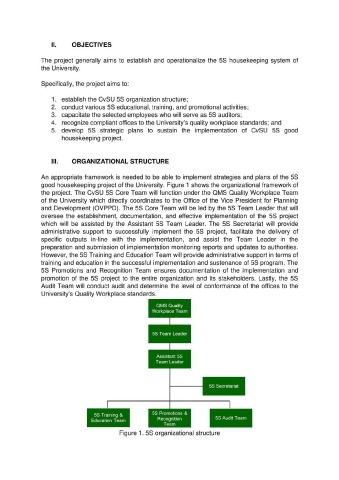 II. OBJECTIVES
The project generally aims to establish and operationalize the 5S housekeeping system of
the University.
Specifically, the project aims to:
1. establish the CvSU 5S organization structure;
2. conduct various 5S educational, training, and promotional activities;
3. capacitate the selected employees who will serve as 5S auditors;
4. recognize compliant offices to the University's quality workplace standards; and
5. develop 5S strategic plans to sustain the implementation of CvSU 5S good
housekeeping project.
III. ORGANIZATIONAL STRUCTURE
An appropriate framework is needed to be able to implement strategies and plans of the 5S
good housekeeping project of the University. Figure 1 shows the organizational framework of
the project. The CvSU 5S Core Team will function under the QMS Quality Workplace Team
of the University which directly coordinates to the Office of the Vice President for Planning
and Development (OVPPD). The 5S Core Team will be led by the 5S Team Leader that will
oversee the establishment, documentation, and effective implementation of the 5S project
which will be assisted by the Assistant 5S Team Leader. The 5S Secretariat will provide
administrative support to successfully implement the 5S project, facilitate the delivery of
specific outputs in-line with the implementation, and assist the Team Leader in the
preparation and submission of implementation monitoring reports and updates to authorities.
However, the 5S Training and Education Team will provide administrative support in terms of
training and education in the successful implementation and sustenance of 5S program. The
5S Promotions and Recognition Team ensures documentation of the implementation and
promotion of the 5S project to the entire organization and its stakeholders. Lastly, the 5S
Audit Team will conduct audit and determine the level of conformance of the offices to the
University's Quality Workplace standards.
QMS Quality
Workplace Team
5S Team Leader
Assistant 5S
Team Leader
5S Secretariat
5S Training &
Education Team
5S Promotions &
Recognition
Team
5S Audit Team
Figure 1. 5S organizational structure